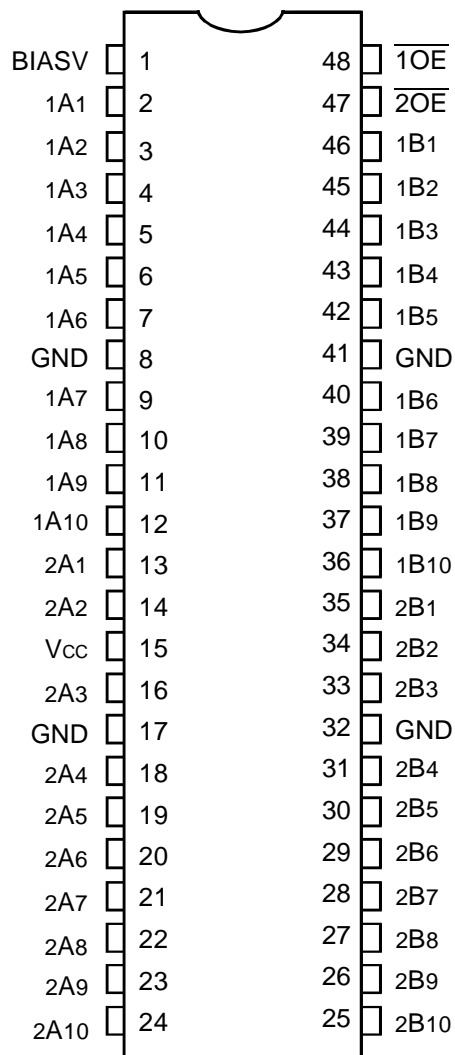 BIASV 1 48 1OE
1A1 2 47 2OE
1A2 3 46 1B1
1A3 4 45 1B2
1A4 5 44 1B3
1A5 6 43 1B4
1A6 7 42 1B5
GND 8 41 GND
1A7 9 40 1B6
1A8 10 39 1B7
1A9 11 38 1B8
1A10 12 37 1B9
2A1 13 36 1B10
2A2 14 35 2B1
VCC 15 34 2B2
2A3 16 33 2B3
GND 17 32 GND
2A4 18 31 2B4
2A5 19 30 2B5
2A6 20 29 2B6
2A7 21 28 2B7
2A8 22 27 2B8
2A9 23 26 2B9
2A10 24 25 2B10